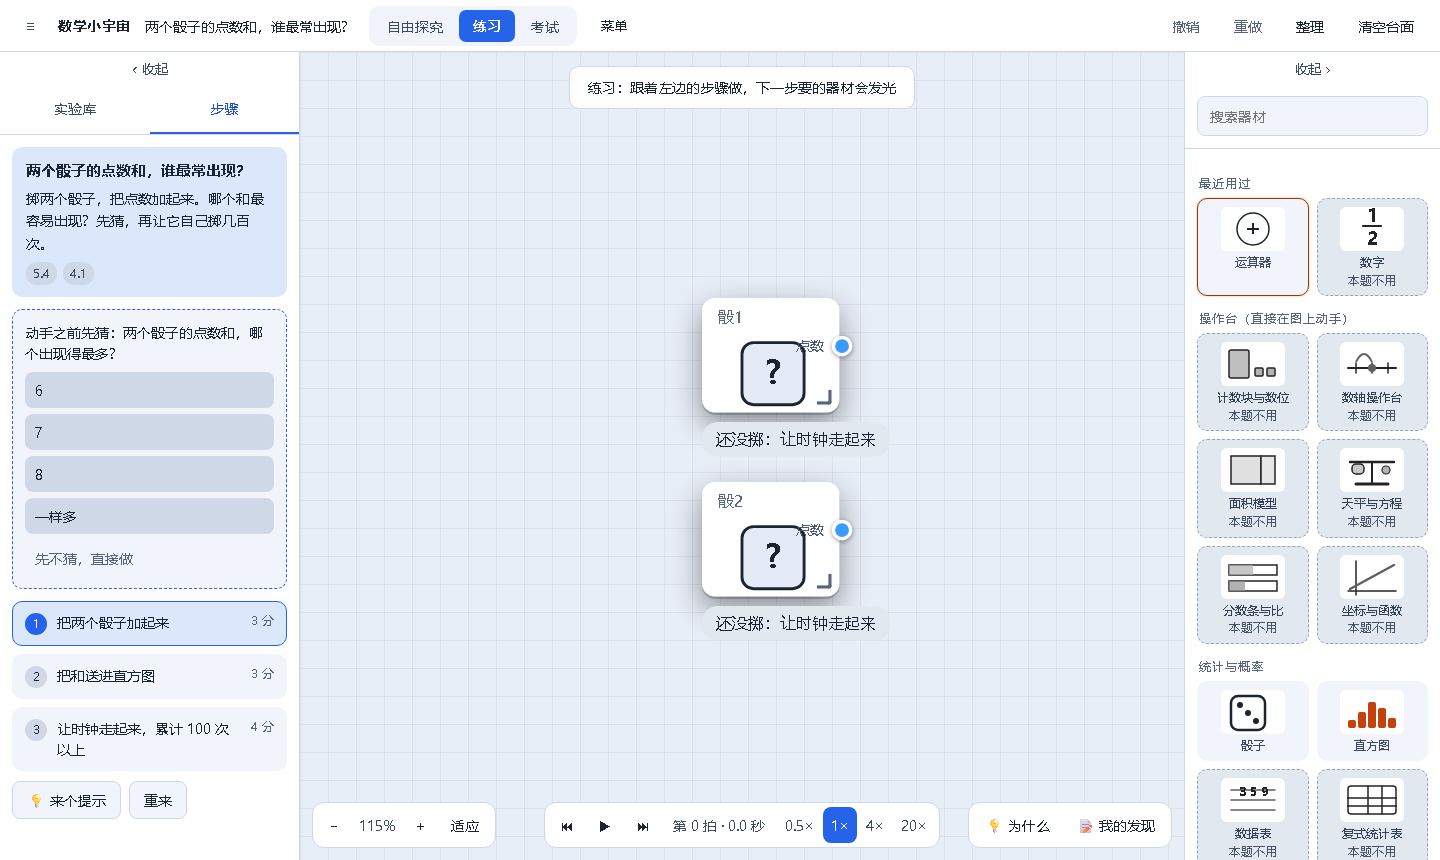 ≡
数学小宇宙
两个骰子的点数和，谁最常出现？
自由探究
练习
考试
菜单
撤销
重做
整理
清空台面
‹ 收起
实验库
步骤
两个骰子的点数和，谁最常出现？
掷两个骰子，把点数加起来。哪个和最
容易出现？先猜，再让它自己掷几百
次。
5.4
4.1
动手之前先猜：两个骰子的点数和，哪
个出现得最多？
6
7
8
一样多
先不猜，直接做
1
把两个骰子加起来
3 分
2
把和送进直方图
3 分
3
让时钟走起来，累计 100 次
以上
4 分
来个提示
重来
练习：跟着左边的步骤做，下一步要的器材会发光
骰1
点数
?
还没掷：让时钟走起来
骰2
点数
?
还没掷：让时钟走起来
−
115%
+
适应
第 0 拍 · 0.0 秒
0.5×
1×
4×
20×
为什么
我的发现
收起 ›
搜索器材
最近用过
运算器
1
2
数字
本题不用
操作台（直接在图上动手）
计数块与数位
本题不用
数轴操作台
本题不用
面积模型
本题不用
天平与方程
本题不用
分数条与比
本题不用
坐标与函数
本题不用
统计与概率
骰子
直方图
3 5 9
数据表
本题不用
复式统计表
本题不用